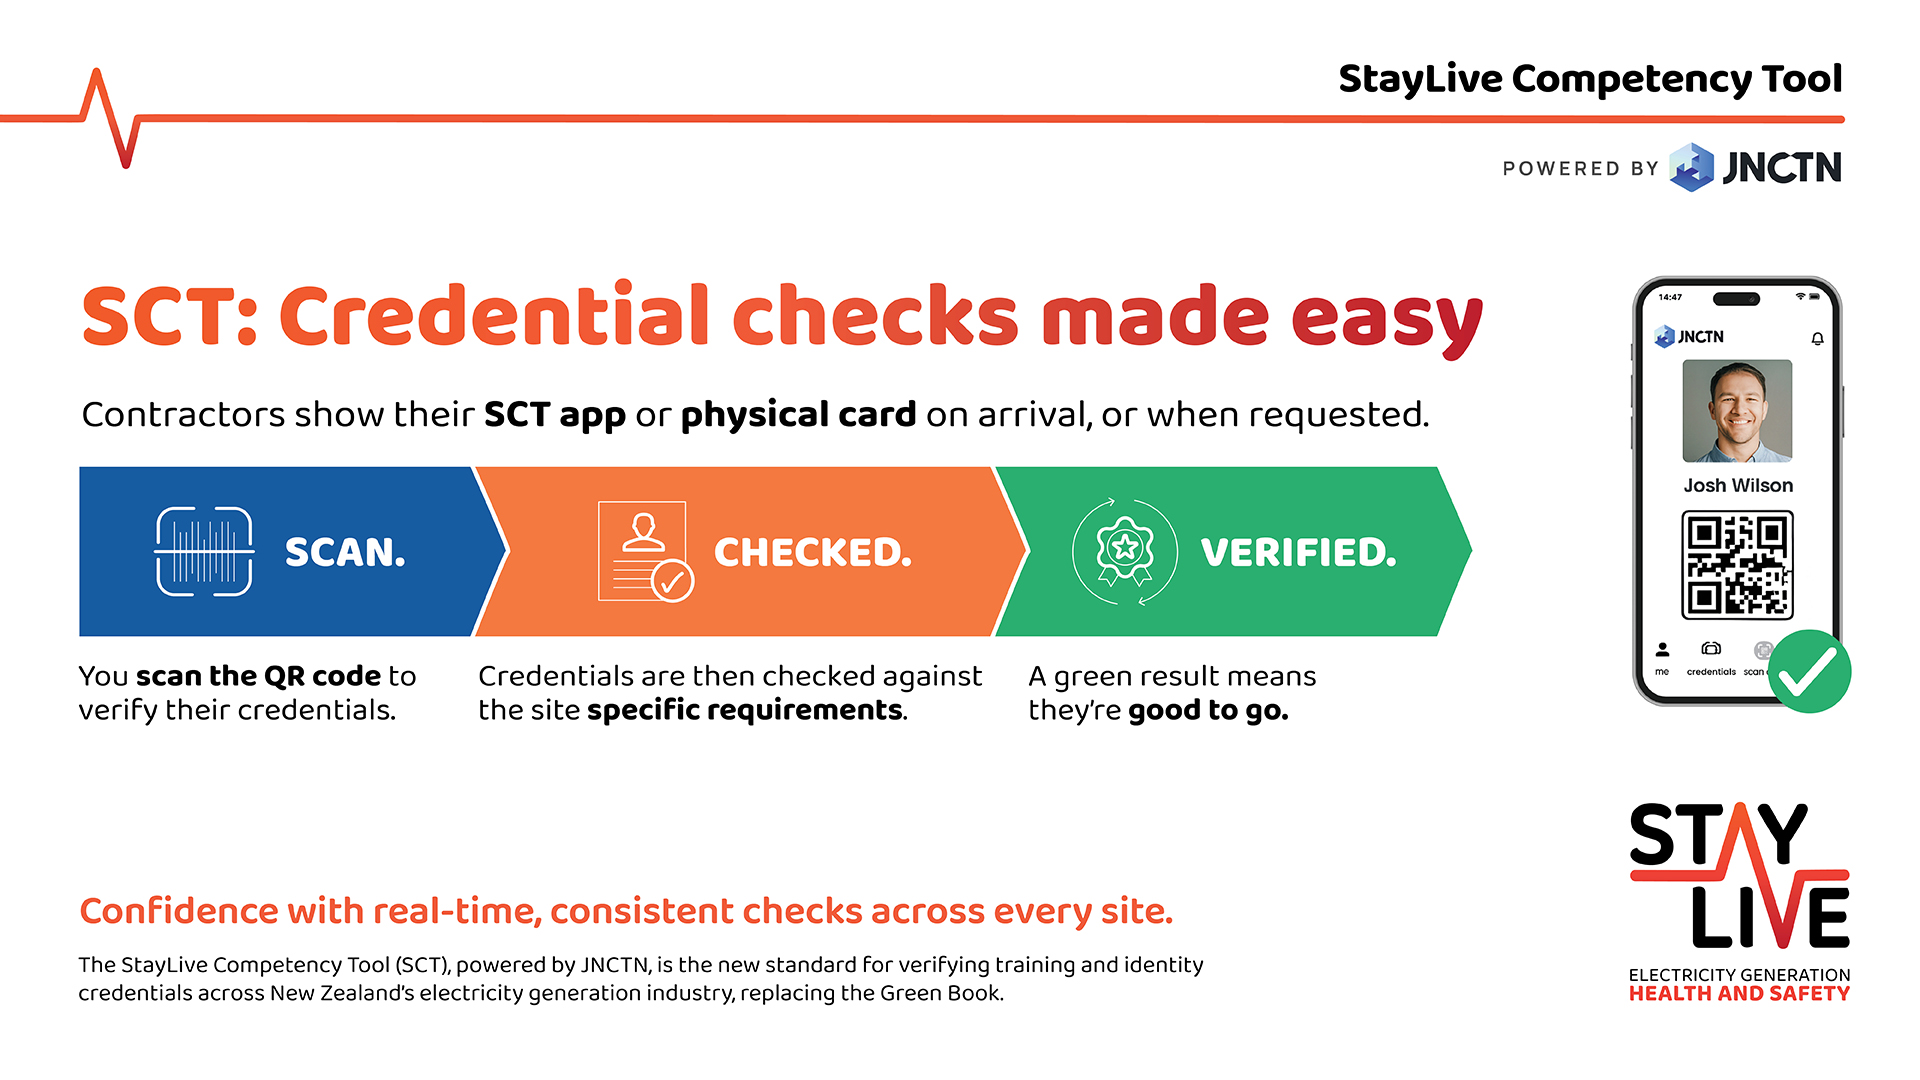 StayLive Competency Tool
POWERED BY JNCTN
SCT: Credential checks made easy
Contractors show their SCT app or physical card on arrival, or when requested.
SCAN.
CHECKED.
VERIFIED.
You scan the QR code to
verify their credentials.
Credentials are then checked against
the site specific requirements.
A green result means
they're good to go.
14:47
JNCTN
Josh Wilson
me
credentials
scan
Confidence with real-time, consistent checks across every site.
The StayLive Competency Tool (SCT), powered by JNCTN, is the new standard for verifying training and identity
credentials across New Zealand's electricity generation industry, replacing the Green Book.
STAY
LIVE
ELECTRICITY GENERATION
HEALTH AND SAFETY